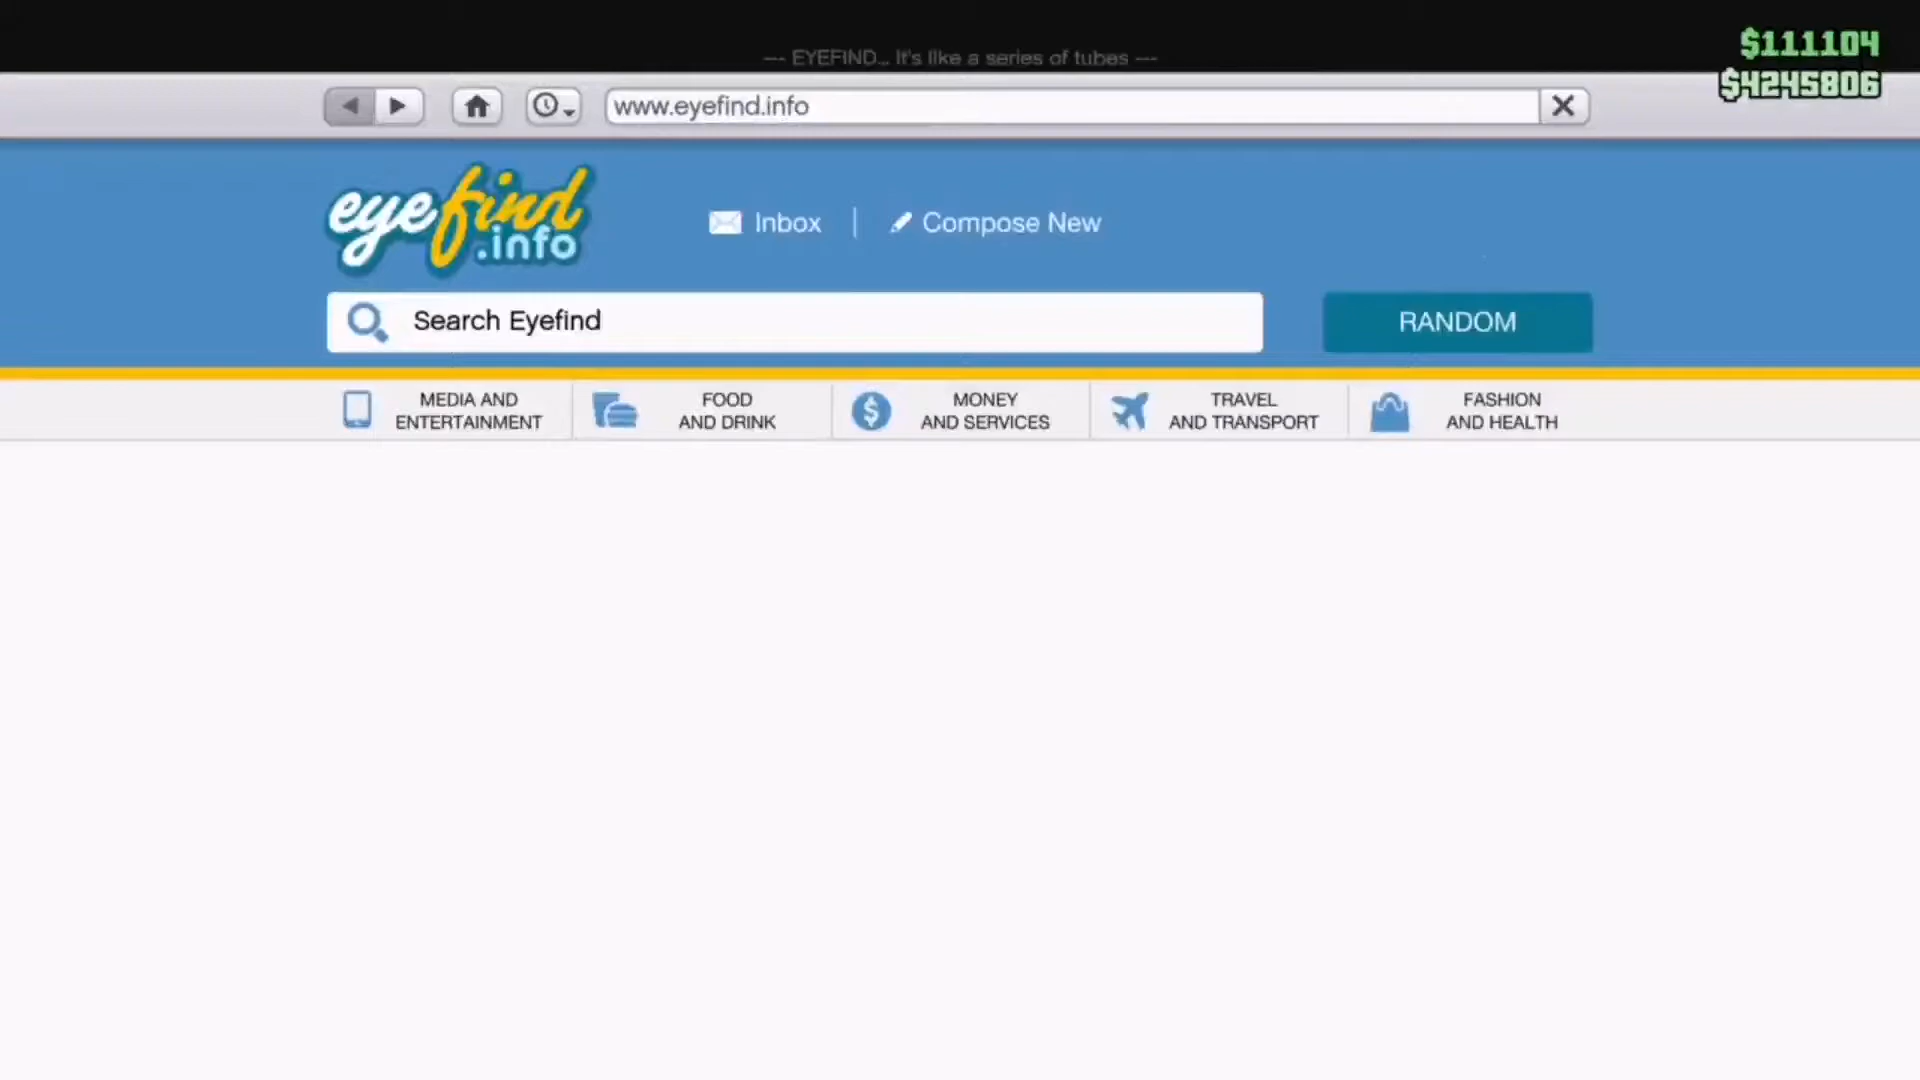 --- EYEFIND... It's like a series of tubes ---
$111104
$4245806
www.eyefind.info
eyefind.info
Inbox | Compose New
Search Eyefind
RANDOM
MEDIA AND
ENTERTAINMENT
FOOD
AND DRINK
MONEY
AND SERVICES
TRAVEL
AND TRANSPORT
FASHION
AND HEALTH